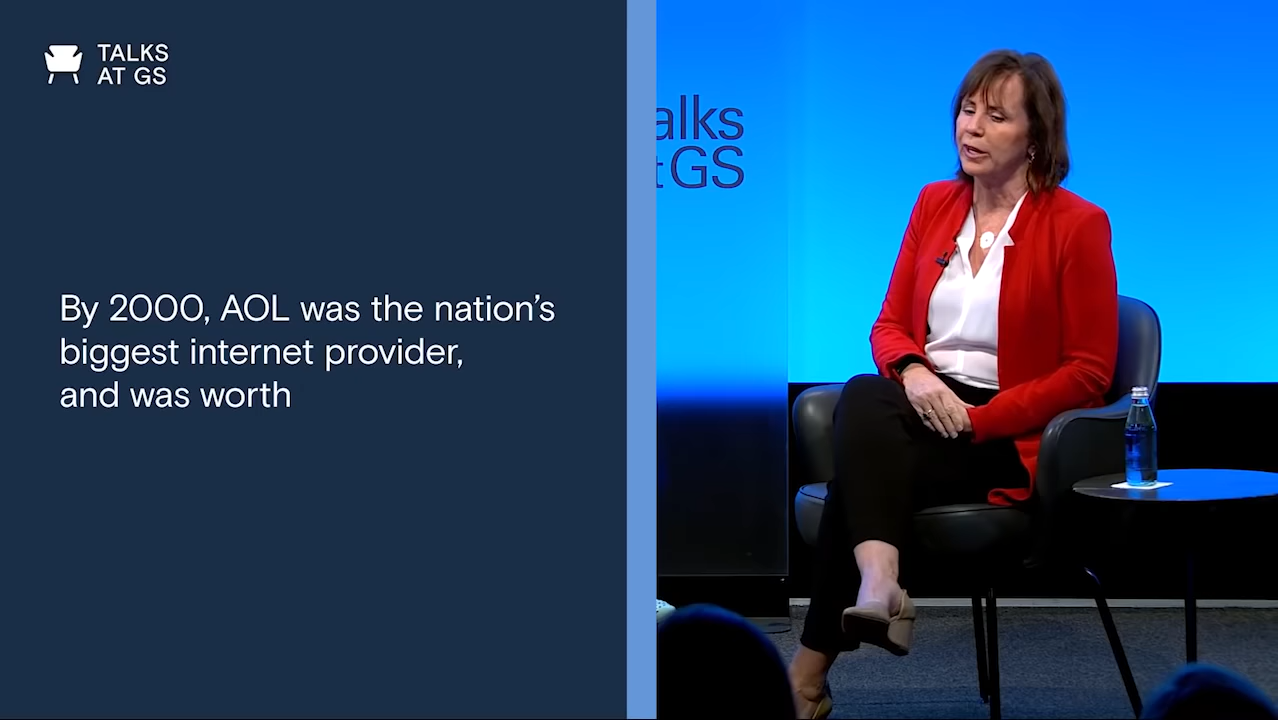 TALKS
AT GS
By 2000, AOL was the nation's
biggest internet provider,
and was worth
alks
t GS